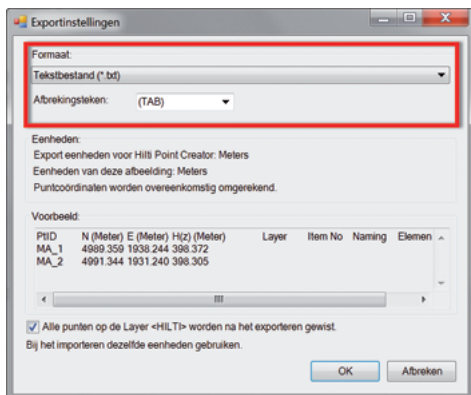 Exportinstellingen
Formaat:
Tekstbestand (*.txt)
Afbrekingsteken: (TAB)
Eenheden:
Export eenheden voor Hilti Point Creator: Meters
Eenheden van deze afbeelding: Meters
Puntcoördinaten worden overeenkomstig omgerekend.
Voorbeeld:
PtID N (Meter) E (Meter) H(z) (Meter) Layer Item No Naming Elemen
MA_1 4989.359 1938.244 398.372
MA_2 4991.344 1931.240 398.305
Alle punten op de Layer <HILTI> worden na het exporteren gewist.
Bij het importeren dezelfde eenheden gebruiken.
OK Afbreken